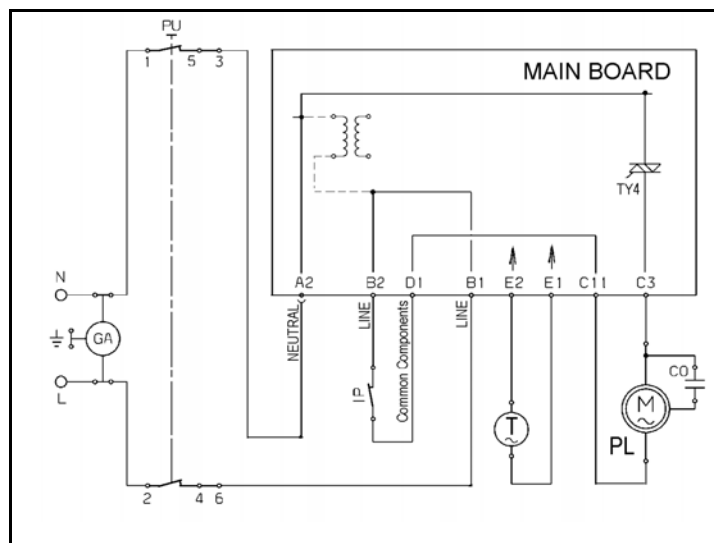 PU
1 5 3
MAIN BOARD
TY4
A2 B2 D1 B1 E2 E1 C11 C3
N
GA
L
NEUTRAL
LINE
IP
Common Components
LINE
T
CO
M
PL
2 4 6